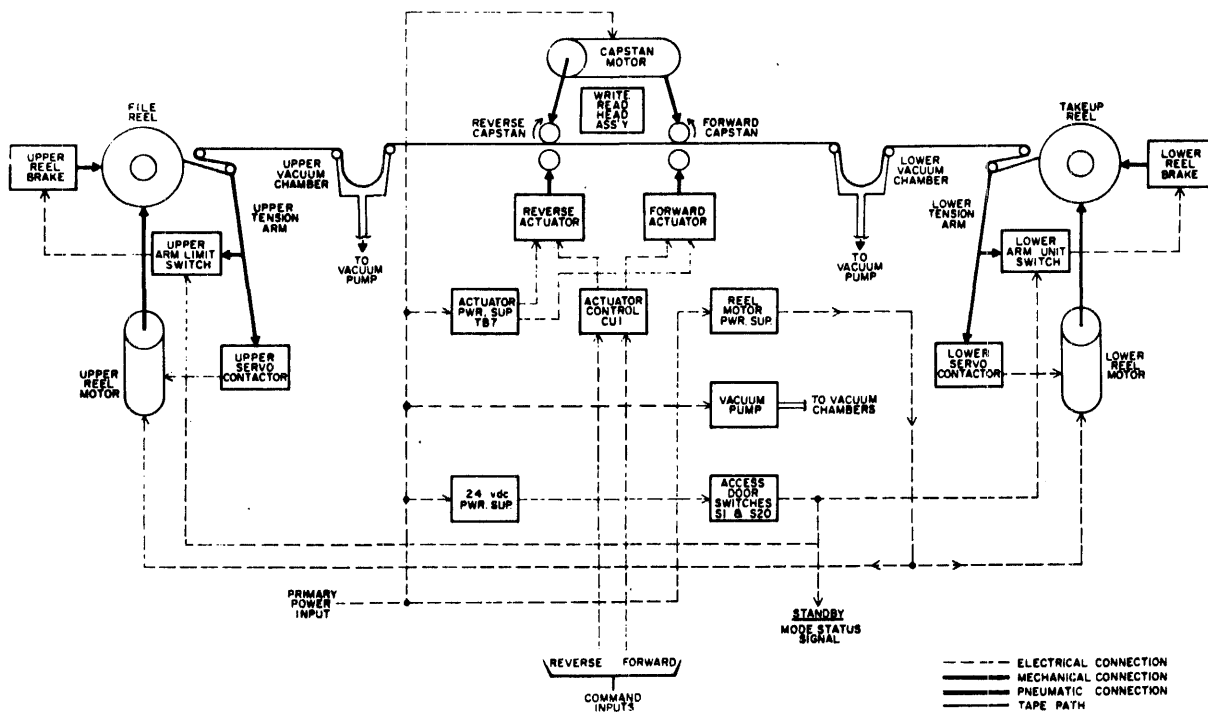 CAPSTAN
MOTOR
WRITE
READ
HEAD
ASS'Y
FILE
REEL
REVERSE
CAPSTAN
FORWARD
CAPSTAN
TAKEUP
REEL
UPPER
REEL
BRAKE
UPPER
VACUUM
CHAMBER
LOWER
VACUUM
CHAMBER
LOWER
REEL
BRAKE
UPPER
TENSION
ARM
REVERSE
ACTUATOR
FORWARD
ACTUATOR
LOWER
TENSION
ARM
UPPER
ARM LIMIT
SWITCH
TO
VACUUM
PUMP
TO
VACUUM
PUMP
LOWER
ARM UNIT
SWITCH
ACTUATOR
PWR. SUP.
TB7
ACTUATOR
CONTROL
CU1
REEL
MOTOR
PWR. SUP.
UPPER REEL
MOTOR
UPPER SERVO
CONTACTOR
LOWER
SERVO
CONTACTOR
LOWER
REEL
MOTOR
VACUUM
PUMP
TO VACUUM
CHAMBERS
24 vdc
PWR. SUP.
ACCESS
DOOR
SWITCHES
S1 & S20
PRIMARY
POWER
INPUT
STANDBY
MODE STATUS
SIGNAL
REVERSE FORWARD
COMMAND
INPUTS
ELECTRICAL CONNECTION
MECHANICAL CONNECTION
PNEUMATIC CONNECTION
TAPE PATH